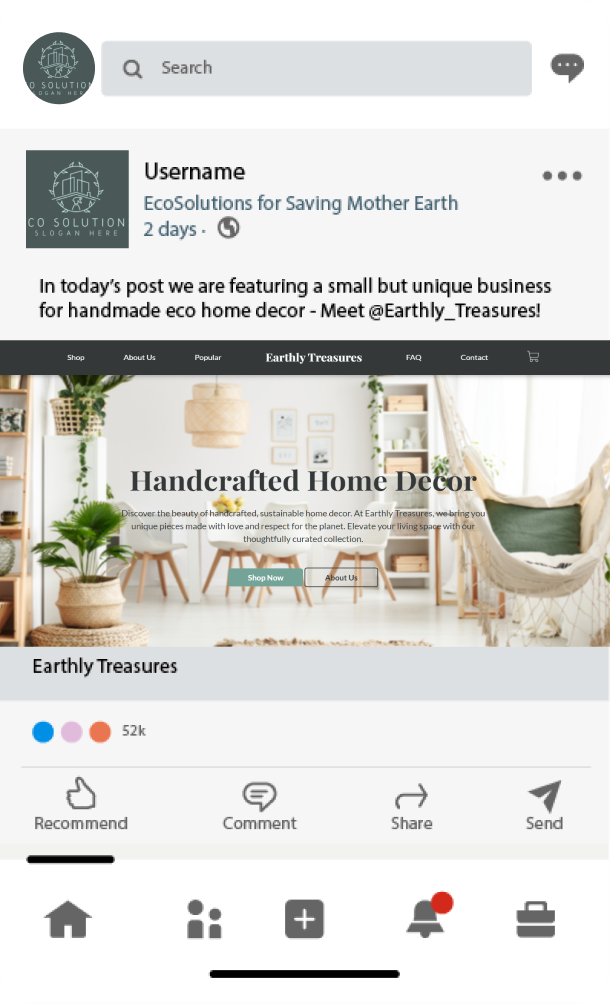 CO SOLUTION
LOGAN HERE
Search
CO SOLUTION
SLOGAN HERE
Username
EcoSolutions for Saving Mother Earth
2 days ·
In today's post we are featuring a small but unique business
for handmade eco home decor - Meet @Earthly_Treasures!
Shop About Us Popular Earthly Treasures FAQ Contact
Handcrafted Home Decor
Discover the beauty of handcrafted, sustainable home decor. At Earthly Treasures, we bring you
unique pieces made with love and respect for the planet. Elevate your living space with our
thoughtfully curated collection.
Shop Now About Us
Earthly Treasures
52k
Recommend Comment Share Send